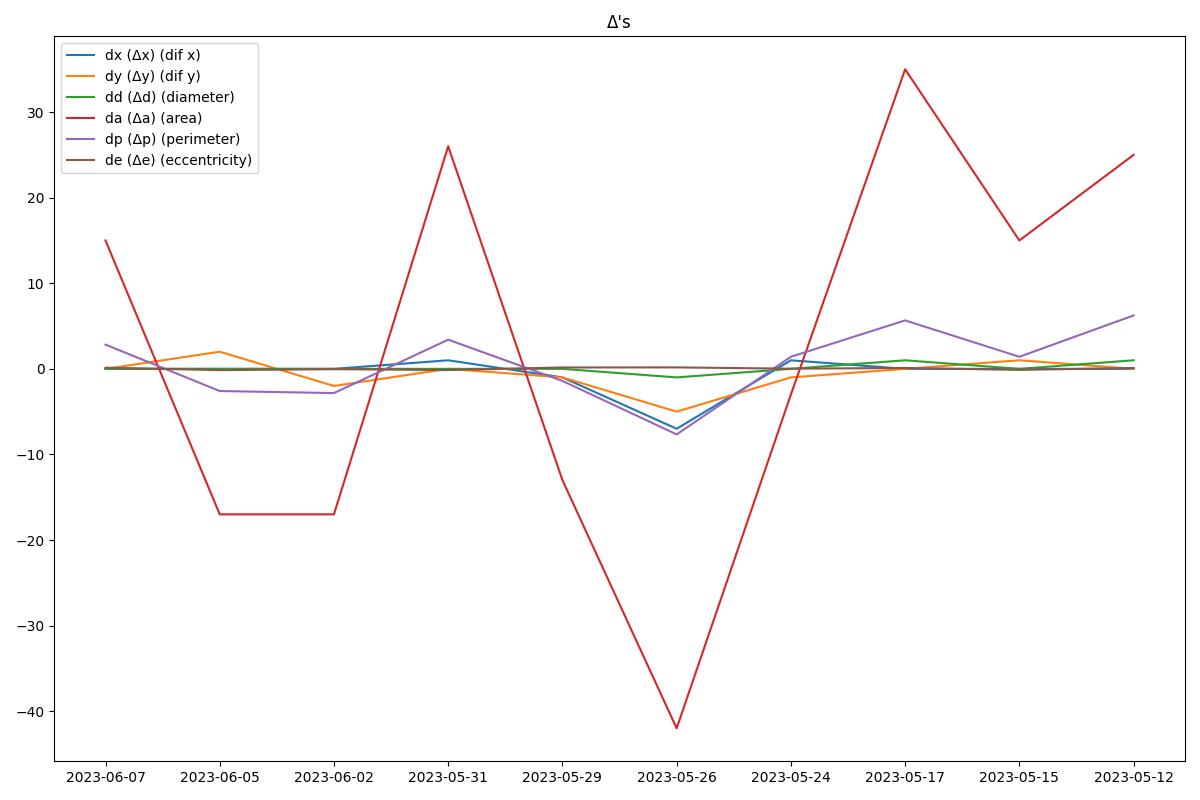 Δ's
dx (Δx) (dif x)
dy (Δy) (dif y)
dd (Δd) (diameter)
da (Δa) (area)
dp (Δp) (perimeter)
de (Δe) (eccentricity)
30
20
10
0
−10
−20
−30
−40
2023-06-07 2023-06-05 2023-06-02 2023-05-31 2023-05-29 2023-05-26 2023-05-24 2023-05-17 2023-05-15 2023-05-12